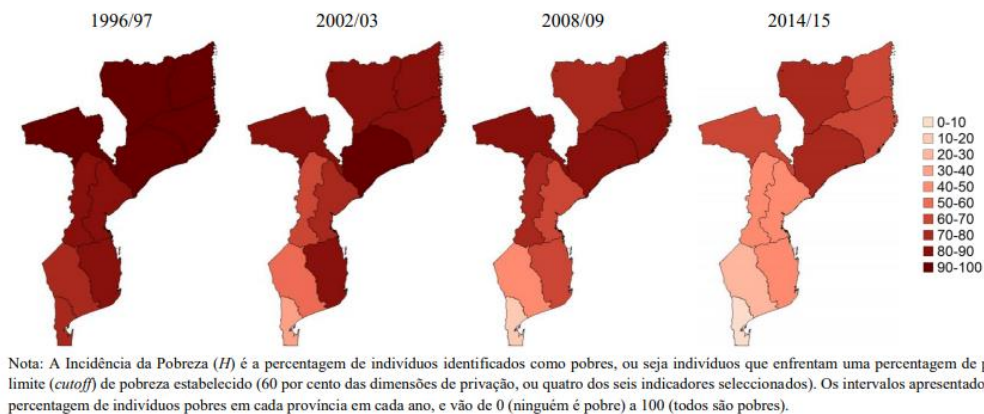 1996/97 2002/03 2008/09 2014/15
0-10
10-20
20-30
30-40
40-50
50-60
60-70
70-80
80-90
90-100
Nota: A Incidência da Pobreza (H) é a percentagem de indivíduos identificados como pobres, ou seja indivíduos que enfrentam uma percentagem de p
limite (cutoff) de pobreza estabelecido (60 por cento das dimensões de privação, ou quatro dos seis indicadores seleccionados). Os intervalos apresentado
percentagem de indivíduos pobres em cada província em cada ano, e vão de 0 (ninguém é pobre) a 100 (todos são pobres).